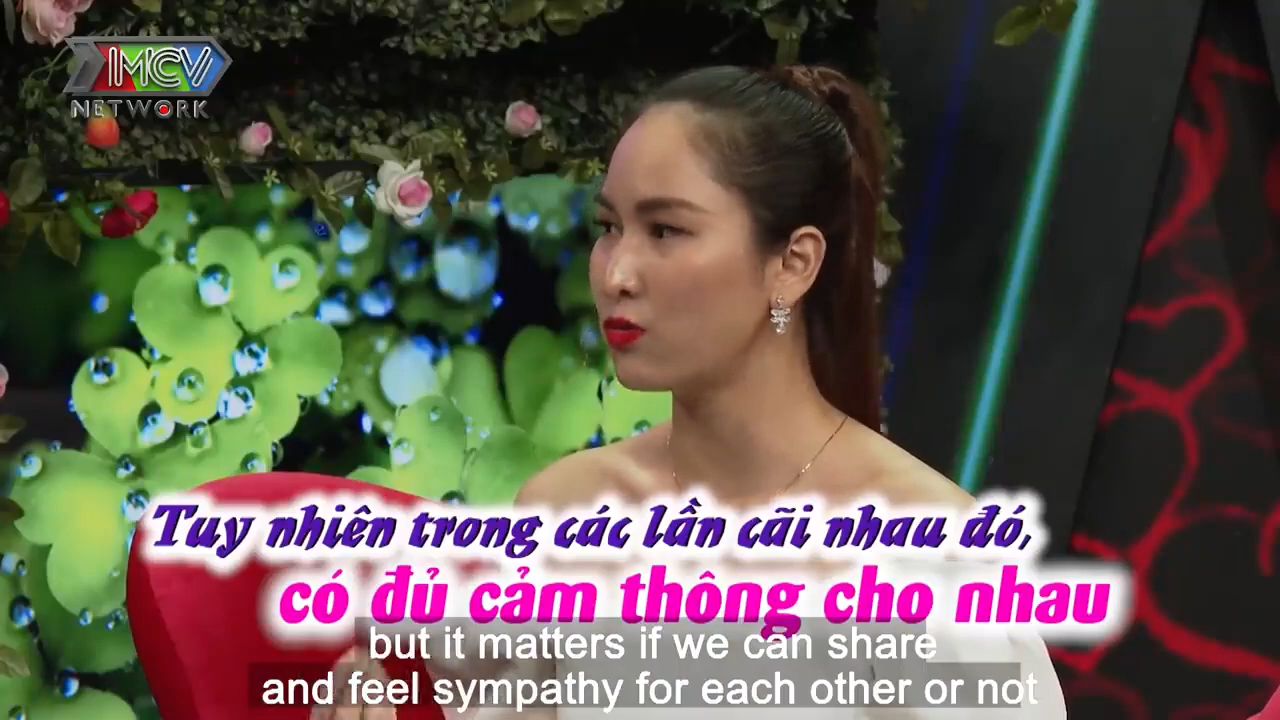 MCV
NETWORK
Tuy nhiên trong các lần cãi nhau đó,
có đủ cảm thông cho nhau
but it matters if we can share
and feel sympathy for each other or not